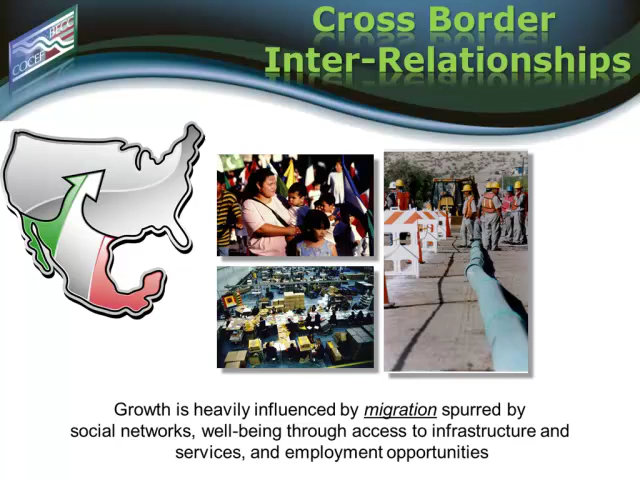 BECC
COCEF
Cross Border
Inter-Relationships
Growth is heavily influenced by migration spurred by
social networks, well-being through access to infrastructure and
services, and employment opportunities